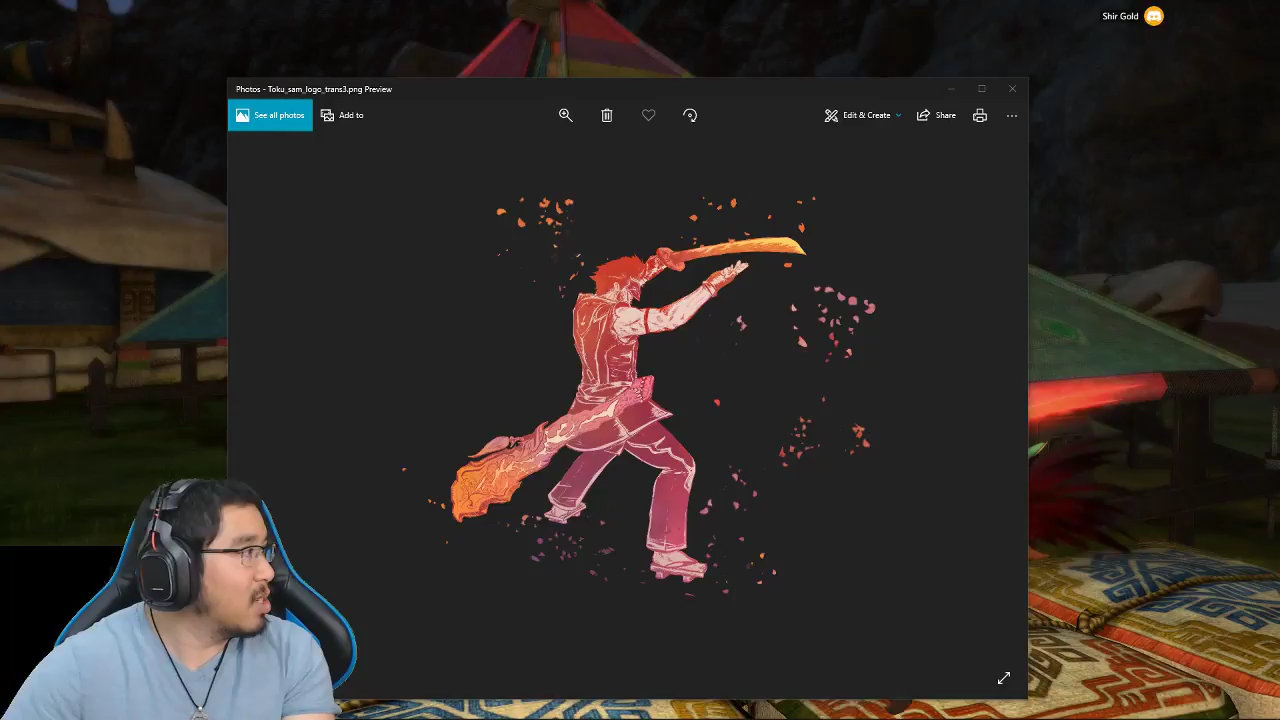 Shir Gold
Photos - Toku_sam_logo_trans3.png Preview
See all photos
Add to
Edit & Create
Share